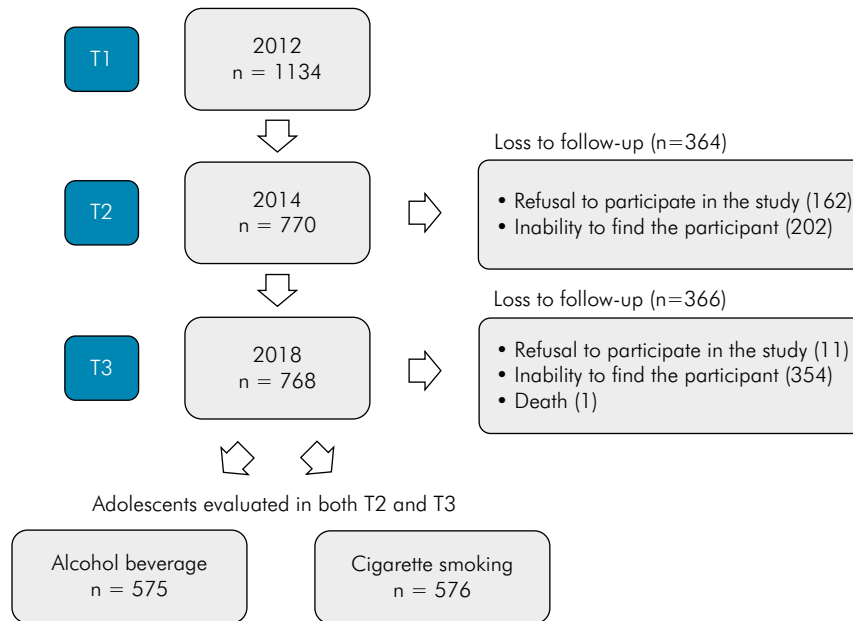 T1
2012
n = 1134
T2
2014
n = 770
Loss to follow-up (n=364)
• Refusal to participate in the study (162)
• Inability to find the participant (202)
T3
2018
n = 768
Loss to follow-up (n=366)
• Refusal to participate in the study (11)
• Inability to find the participant (354)
• Death (1)
Adolescents evaluated in both T2 and T3
Alcohol beverage
n = 575
Cigarette smoking
n = 576